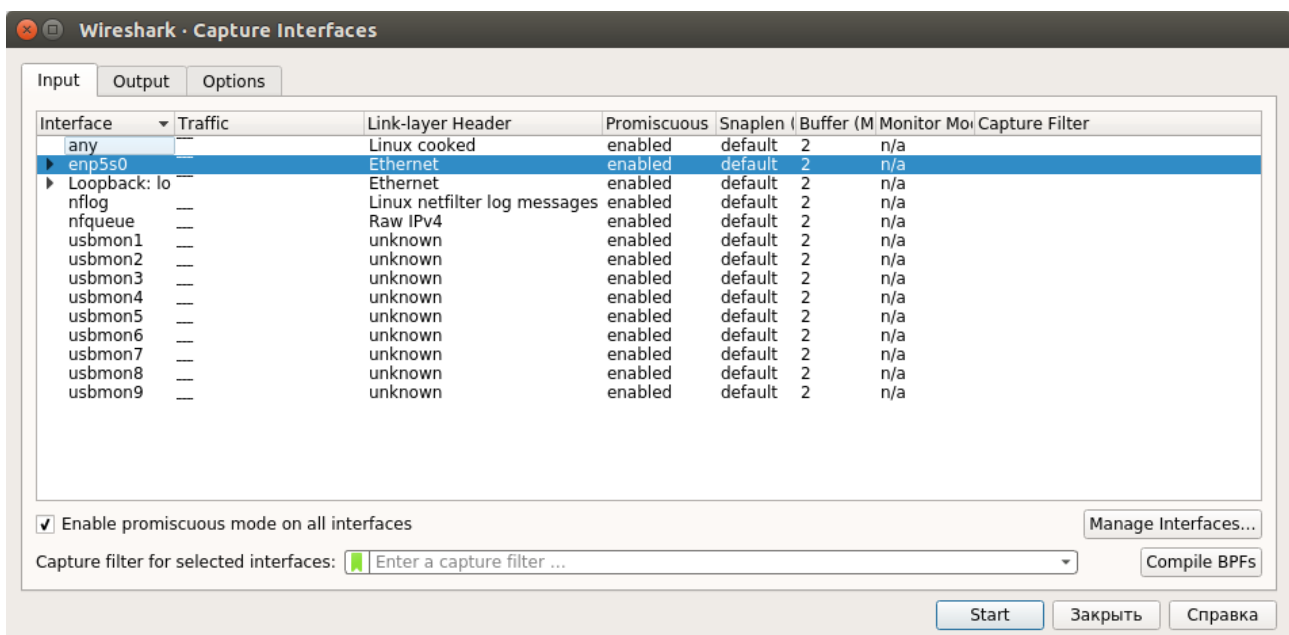 Wireshark · Capture Interfaces
Input Output Options
Interface Traffic Link-layer Header Promiscuous Snaplen ( Buffer (M Monitor Mo Capture Filter
any Linux cooked enabled default 2 n/a
enp5s0 Ethernet enabled default 2 n/a
Loopback: lo Ethernet enabled default 2 n/a
nflog Linux netfilter log messages enabled default 2 n/a
nfqueue Raw IPv4 enabled default 2 n/a
usbmon1 unknown enabled default 2 n/a
usbmon2 unknown enabled default 2 n/a
usbmon3 unknown enabled default 2 n/a
usbmon4 unknown enabled default 2 n/a
usbmon5 unknown enabled default 2 n/a
usbmon6 unknown enabled default 2 n/a
usbmon7 unknown enabled default 2 n/a
usbmon8 unknown enabled default 2 n/a
usbmon9 unknown enabled default 2 n/a
Enable promiscuous mode on all interfaces Manage Interfaces...
Capture filter for selected interfaces: Enter a capture filter ... Compile BPFs
Start Закрыть Справка